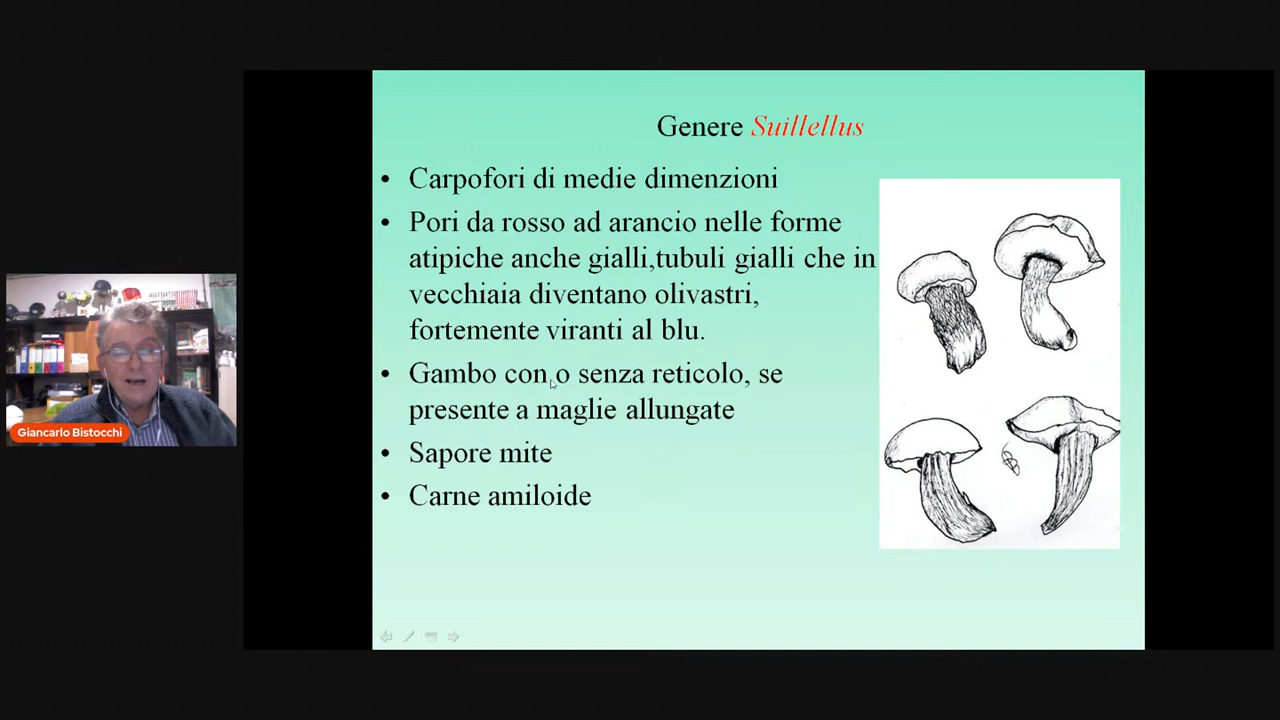 Genere Suillellus
• Carpofori di medie dimenzioni
• Pori da rosso ad arancio nelle forme
atipiche anche gialli,tubuli gialli che in
vecchiaia diventano olivastri,
fortemente viranti al blu.
• Gambo con o senza reticolo, se
presente a maglie allungate
• Sapore mite
• Carne amiloide
Giancarlo Bistocchi